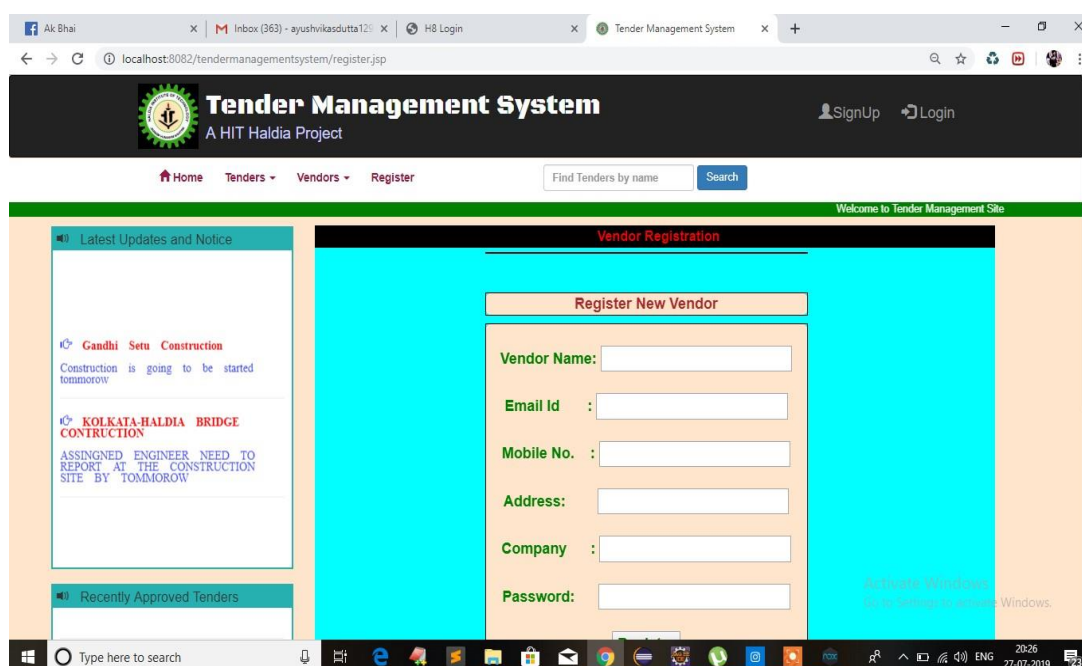 Ak Bhai
Inbox (363) - ayushvikasdutta129
H8 Login
Tender Management System
localhost:8082/tendermanagementsystem/register.jsp
Tender Management System
A HIT Haldia Project
SignUp
Login
Home
Tenders
Vendors
Register
Find Tenders by name
Search
Welcome to Tender Management Site
Latest Updates and Notice
Gandhi Setu Construction
Construction is going to be started
tommorow
KOLKATA-HALDIA BRIDGE
CONTRUCTION
ASSINGNED ENGINEER NEED TO
REPORT AT THE CONSTRUCTION
SITE BY TOMMOROW
Recently Approved Tenders
Vendor Registration
Register New Vendor
Vendor Name:
Email Id :
Mobile No. :
Address:
Company :
Password:
Activate Windows
Go to Settings to activate Windows.
Type here to search
ENG
20:26
27-07-2019